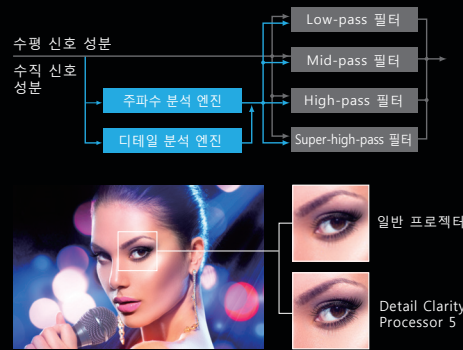 수평 신호 성분
수직 신호
성분
주파수 분석 엔진
디테일 분석 엔진
Low-pass 필터
Mid-pass 필터
High-pass 필터
Super-high-pass 필터
일반 프로젝터
Detail Clarity
Processor 5